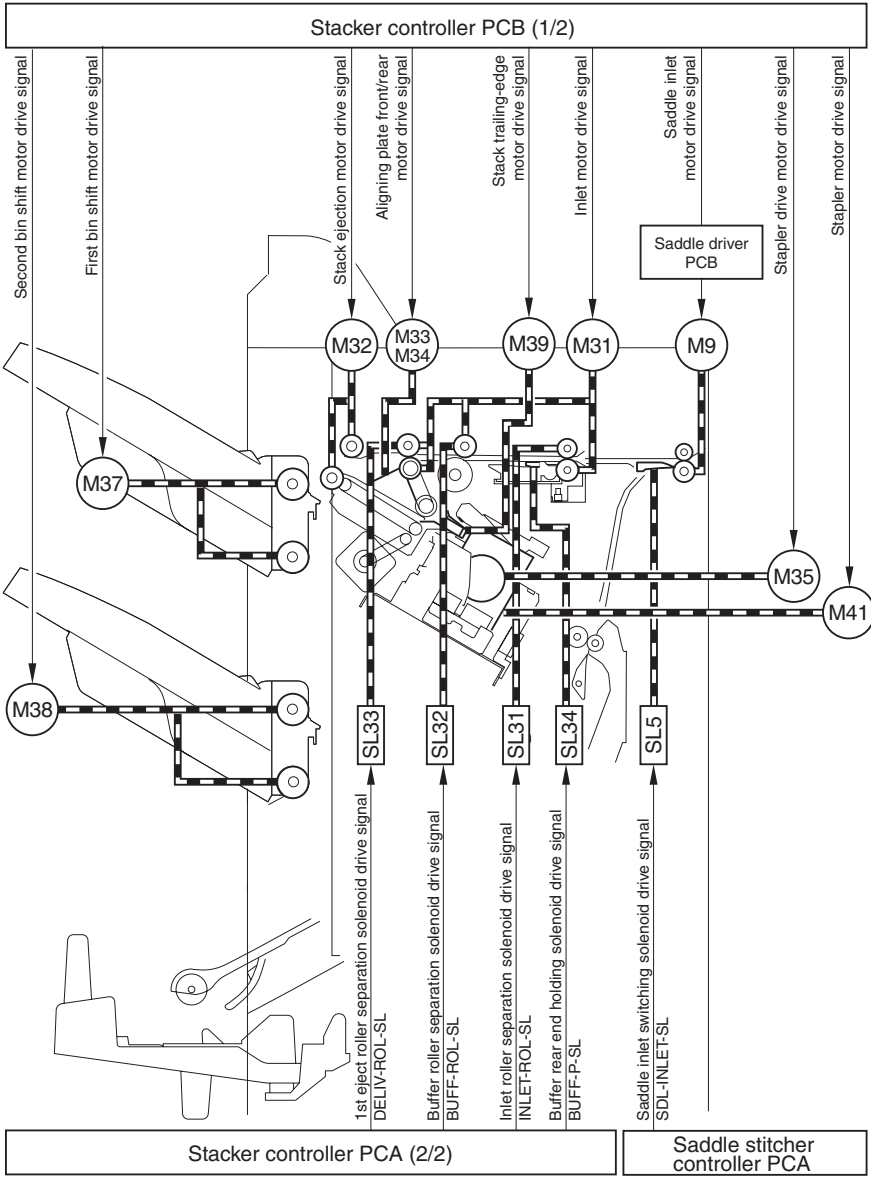 Stacker controller PCB (1/2)
Second bin shift motor drive signal
First bin shift motor drive signal
Stack ejection motor drive signal
Aligning plate front/rear
motor drive signal
Stack trailing-edge
motor drive signal
Inlet motor drive signal
Saddle inlet
motor drive signal
Stapler drive motor drive signal
Stapler motor drive signal
Saddle driver
PCB
M32
M33
M34
M39
M31
M9
M37
M35
M41
M38
SL33
SL32
SL31
SL34
SL5
1st eject roller separation solenoid drive signal
DELIV-ROL-SL
Buffer roller separation solenoid drive signal
BUFF-ROL-SL
Inlet roller separation solenoid drive signal
INLET-ROL-SL
Buffer rear end holding solenoid drive signal
BUFF-P-SL
Saddle inlet switching solenoid drive signal
SDL-INLET-SL
Stacker controller PCA (2/2)
Saddle stitcher
controller PCA